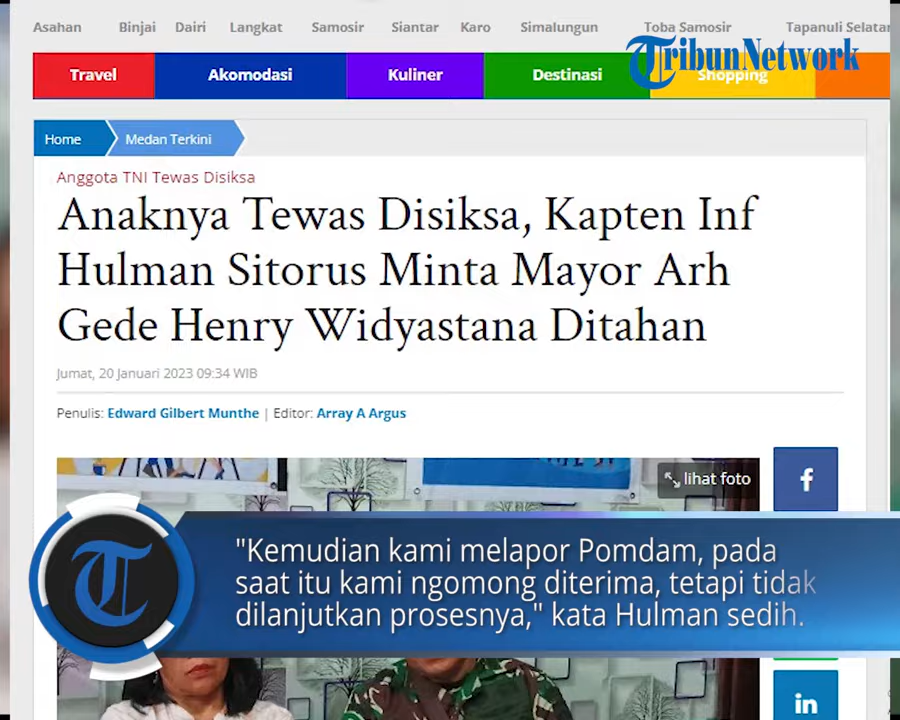 Asahan Binjai Dairi Langkat Samosir Siantar Karo Simalungun Toba Samosir Tapanuli Selatan
TribunNetwork
Travel Akomodasi Kuliner Destinasi Shopping
Home Medan Terkini
Anggota TNI Tewas Disiksa
Anaknya Tewas Disiksa, Kapten Inf
Hulman Sitorus Minta Mayor Arh
Gede Henry Widyastana Ditahan
Jumat, 20 Januari 2023 09:34 WIB
Penulis: Edward Gilbert Munthe | Editor: Array A Argus
lihat foto
f
"Kemudian kami melapor Pomdam, pada
saat itu kami ngomong diterima, tetapi tidak
dilanjutkan prosesnya," kata Hulman sedih.
T
in